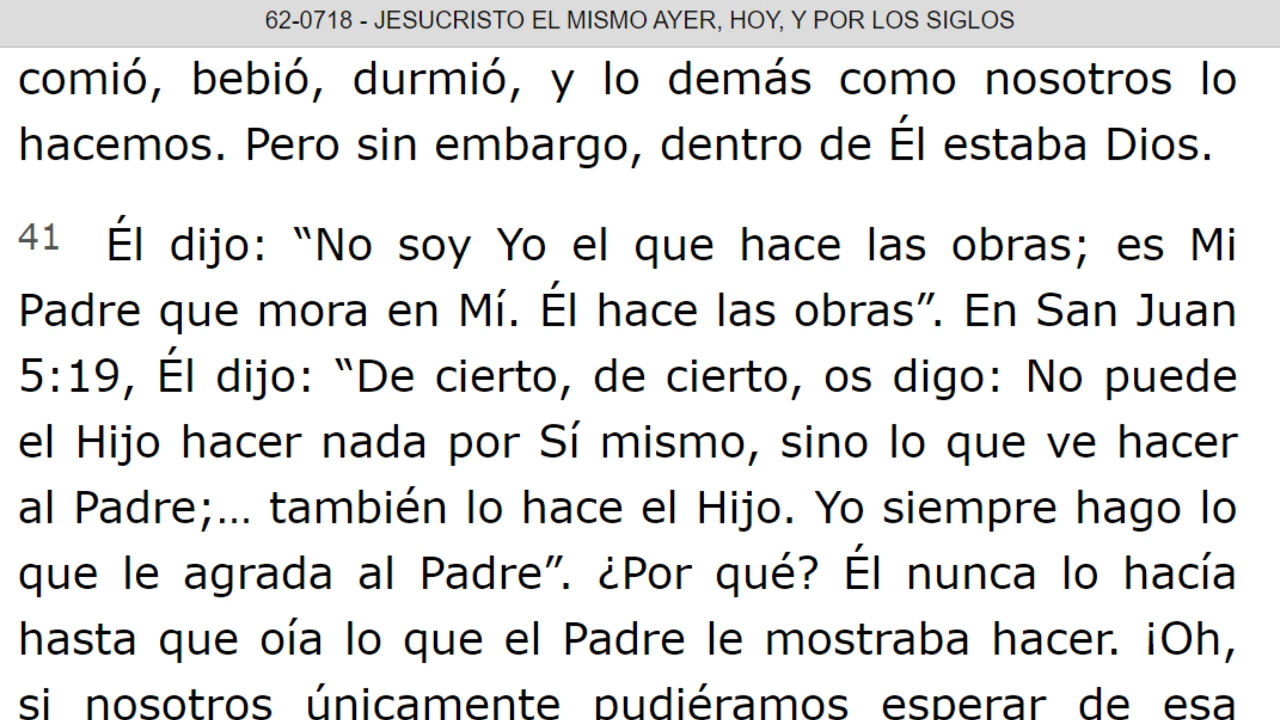 62-0718 - JESUCRISTO EL MISMO AYER, HOY, Y POR LOS SIGLOS
comió, bebió, durmió, y lo demás como nosotros lo
hacemos. Pero sin embargo, dentro de Él estaba Dios.
41 Él dijo: “No soy Yo el que hace las obras; es Mi
Padre que mora en Mí. Él hace las obras”. En San Juan
5:19, Él dijo: “De cierto, de cierto, os digo: No puede
el Hijo hacer nada por Sí mismo, sino lo que ve hacer
al Padre;… también lo hace el Hijo. Yo siempre hago lo
que le agrada al Padre”. ¿Por qué? Él nunca lo hacía
hasta que oía lo que el Padre le mostraba hacer. ¡Oh,
si nosotros únicamente pudiéramos esperar de esa